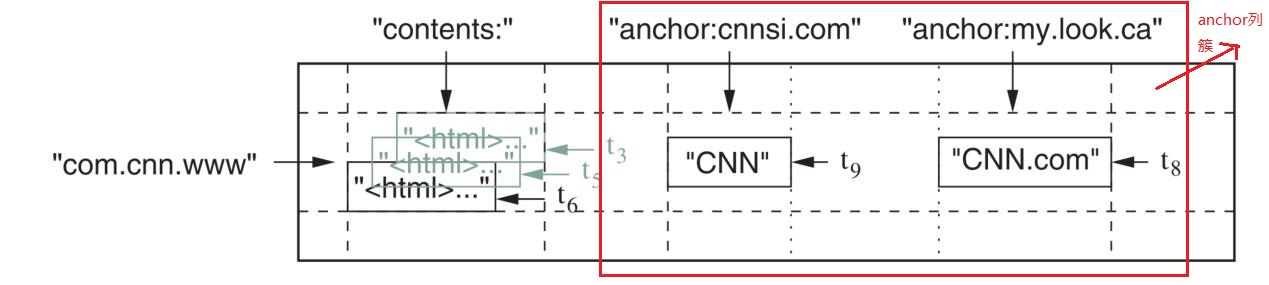 "contents:" "anchor:cnnsi.com" "anchor:my.look.ca" anchor列
簇
"<html>..." t3
"com.cnn.www" "<html>..." t5 "CNN" t9 "CNN.com" t8
"<html>..." t6